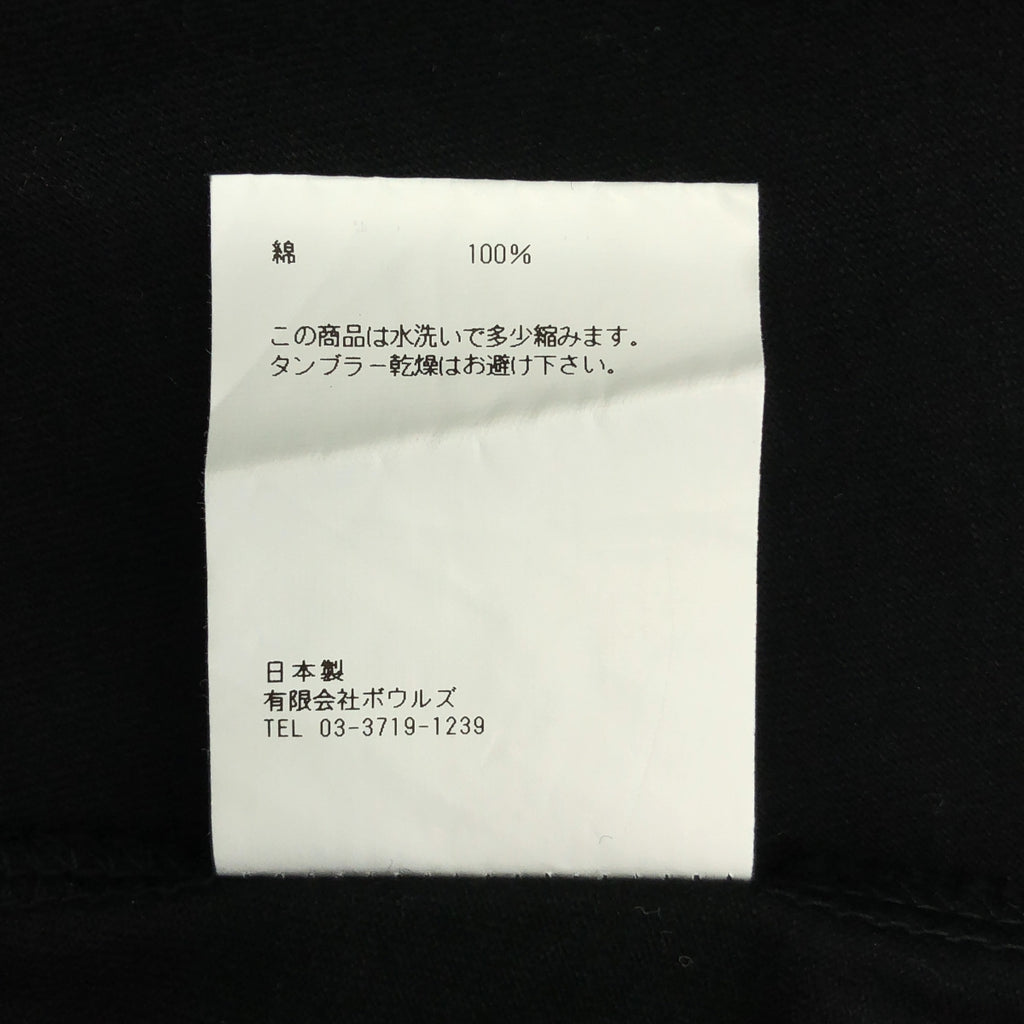 綿 100%
この商品は水洗いで多少縮みます。
タンブラー乾燥はお避け下さい。
日本製
有限会社ボウルズ
TEL 03-3719-1239